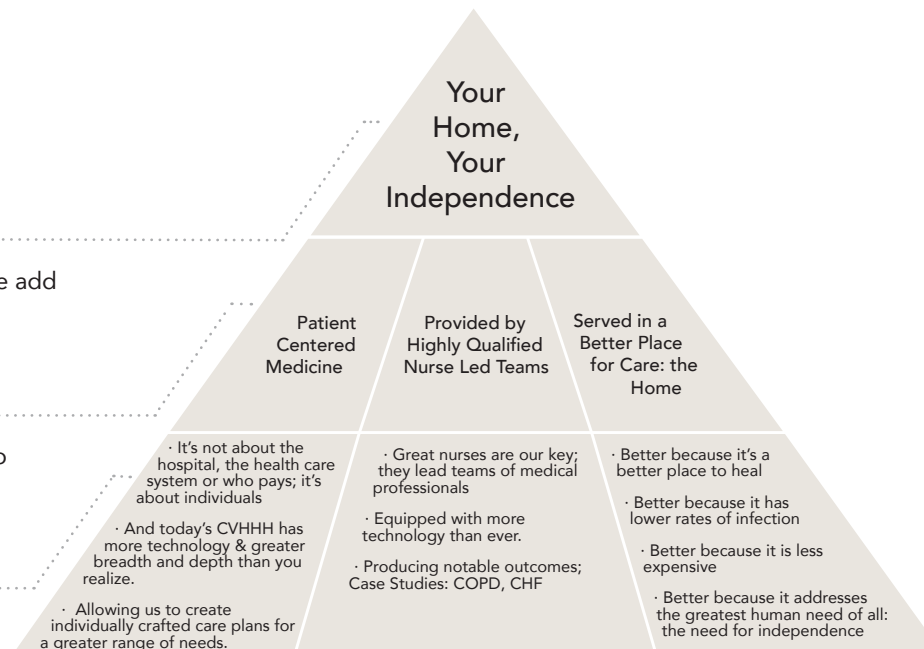 Your
Home,
Your
Independence
e add
Patient
Centered
Medicine
Provided by
Highly Qualified
Nurse Led Teams
Served in a
Better Place
for Care: the
Home
o
· It’s not about the
hospital, the health care
system or who pays; it’s
about individuals
· And today’s CVHHH has
more technology & greater
breadth and depth than you
realize.
· Allowing us to create
individually crafted care plans for
a greater range of needs.
· Great nurses are our key;
they lead teams of medical
professionals
· Equipped with more
technology than ever.
· Producing notable outcomes;
Case Studies: COPD, CHF
· Better because it’s a
better place to heal
· Better because it has
lower rates of infection
· Better because it is less
expensive
· Better because it addresses
the greatest human need of all:
the need for independence